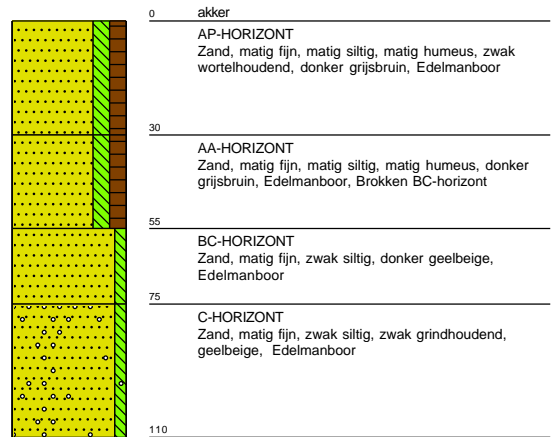 0 akker
AP-HORIZONT
Zand, matig fijn, matig siltig, matig humeus, zwak
wortelhoudend, donker grijsbruin, Edelmanboor
30
AA-HORIZONT
Zand, matig fijn, matig siltig, matig humeus, donker
grijsbruin, Edelmanboor, Brokken BC-horizont
55
BC-HORIZONT
Zand, matig fijn, zwak siltig, donker geelbeige,
Edelmanboor
75
C-HORIZONT
Zand, matig fijn, zwak siltig, zwak grindhoudend,
geelbeige, Edelmanboor
110